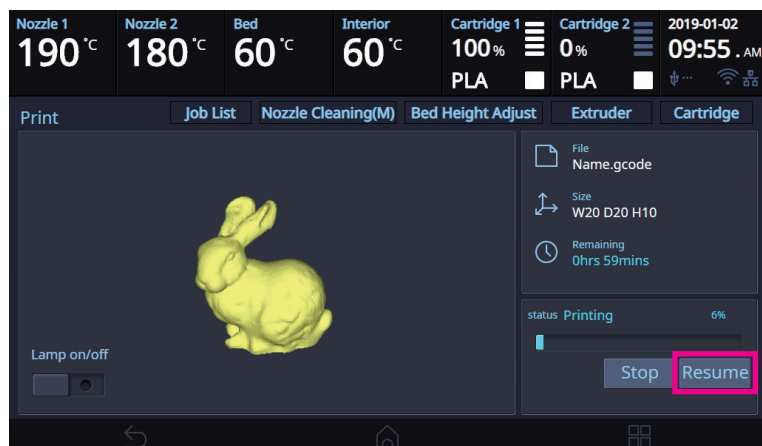 Nozzle 1 Nozzle 2 Bed Interior Cartridge 1 Cartridge 2 2019-01-02
190 °C 180 °C 60 °C 60 °C 100 % 0 % 09:55 . AM
PLA PLA
Print Job List Nozzle Cleaning(M) Bed Height Adjust Extruder Cartridge
File
Name.gcode
Size
W20 D20 H10
Remaining
0hrs 59mins
status Printing 6%
Lamp on/off
Stop Resume